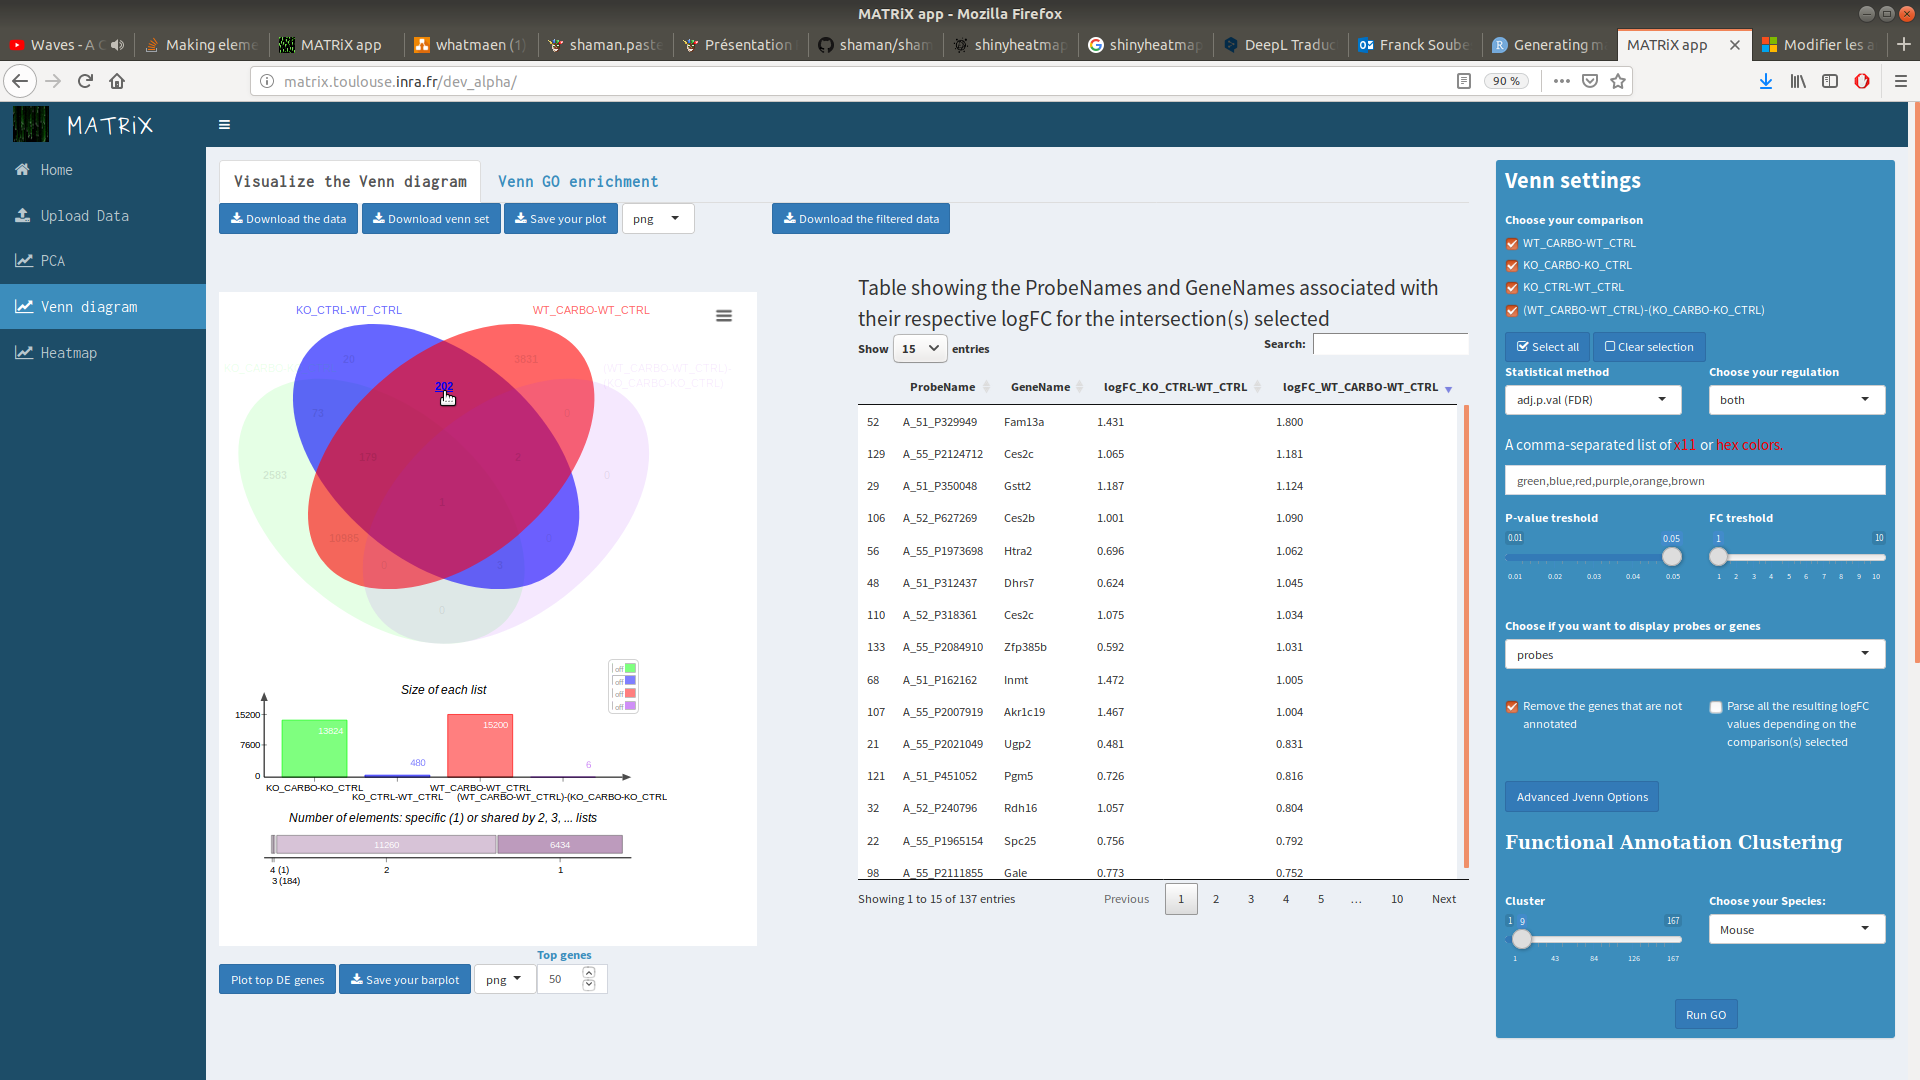 MATRiX app - Mozilla Firefox
Waves - A C
Making eleme
MATRiX app
whatmaen (1)
shaman.paste
Présentation
shaman/sham
shinyheatmap
shinyheatmap
DeepL Traduc
Franck Soube
Generating m
MATRiX app
Modifier les a
matrix.toulouse.inra.fr/dev_alpha/
90 %
MATRiX
Home
Upload Data
PCA
Venn diagram
Heatmap
Visualize the Venn diagram
Venn GO enrichment
Download the data
Download venn set
Save your plot
png
Download the filtered data
KO_CTRL-WT_CTRL
WT_CARBO-WT_CTRL
(WT_CARBO-WT_CTRL)-
(KO_CARBO-KO_CTRL)
3831
202
2583
0
10985
0
Size of each list
off
off
off
off
15200
7600
0
13824
480
15200
6
KO_CARBO-KO_CTRL
WT_CARBO-WT_CTRL
KO_CTRL-WT_CTRL
(WT_CARBO-WT_CTRL)-(KO_CARBO-KO_CTRL
Number of elements: specific (1) or shared by 2, 3, ... lists
11260
6434
4 (1)
2
1
3 (184)
Table showing the ProbeNames and GeneNames associated with
their respective logFC for the intersection(s) selected
Show 15 entries
Search:
ProbeName GeneName logFC_KO_CTRL-WT_CTRL logFC_WT_CARBO-WT_CTRL
52 A_51_P329949 Fam13a 1.431 1.800
129 A_55_P2124712 Ces2c 1.065 1.181
29 A_51_P350048 Gstt2 1.187 1.124
106 A_52_P627269 Ces2b 1.001 1.090
56 A_55_P1973698 Htra2 0.696 1.062
48 A_51_P312437 Dhrs7 0.624 1.045
110 A_52_P318361 Ces2c 1.075 1.034
133 A_55_P2084910 Zfp385b 0.592 1.031
68 A_51_P162162 Inmt 1.472 1.005
107 A_55_P2007919 Akr1c19 1.467 1.004
21 A_55_P2021049 Ugp2 0.481 0.831
121 A_51_P451052 Pgm5 0.726 0.816
32 A_52_P240796 Rdh16 1.057 0.804
22 A_55_P1965154 Spc25 0.756 0.792
98 A_55_P2111855 Gale 0.773 0.752
Showing 1 to 15 of 137 entries
Previous 1 2 3 4 5 … 10 Next
Top genes
Plot top DE genes
Save your barplot
png
50
Venn settings
Choose your comparison
WT_CARBO-WT_CTRL
KO_CARBO-KO_CTRL
KO_CTRL-WT_CTRL
(WT_CARBO-WT_CTRL)-(KO_CARBO-KO_CTRL)
Select all
Clear selection
Statistical method
Choose your regulation
adj.p.val (FDR)
both
A comma-separated list of x11 or hex colors.
green,blue,red,purple,orange,brown
P-value treshold
FC treshold
0.01 0.05
1 10
0.01 0.02 0.03 0.04 0.05
1 2 3 4 5 6 7 8 9 10
Choose if you want to display probes or genes
probes
Remove the genes that are not
annotated
Parse all the resulting logFC
values depending on the
comparison(s) selected
Advanced Jvenn Options
Functional Annotation Clustering
Cluster
Choose your Species:
1 9 167
Mouse
1 43 84 126 167
Run GO